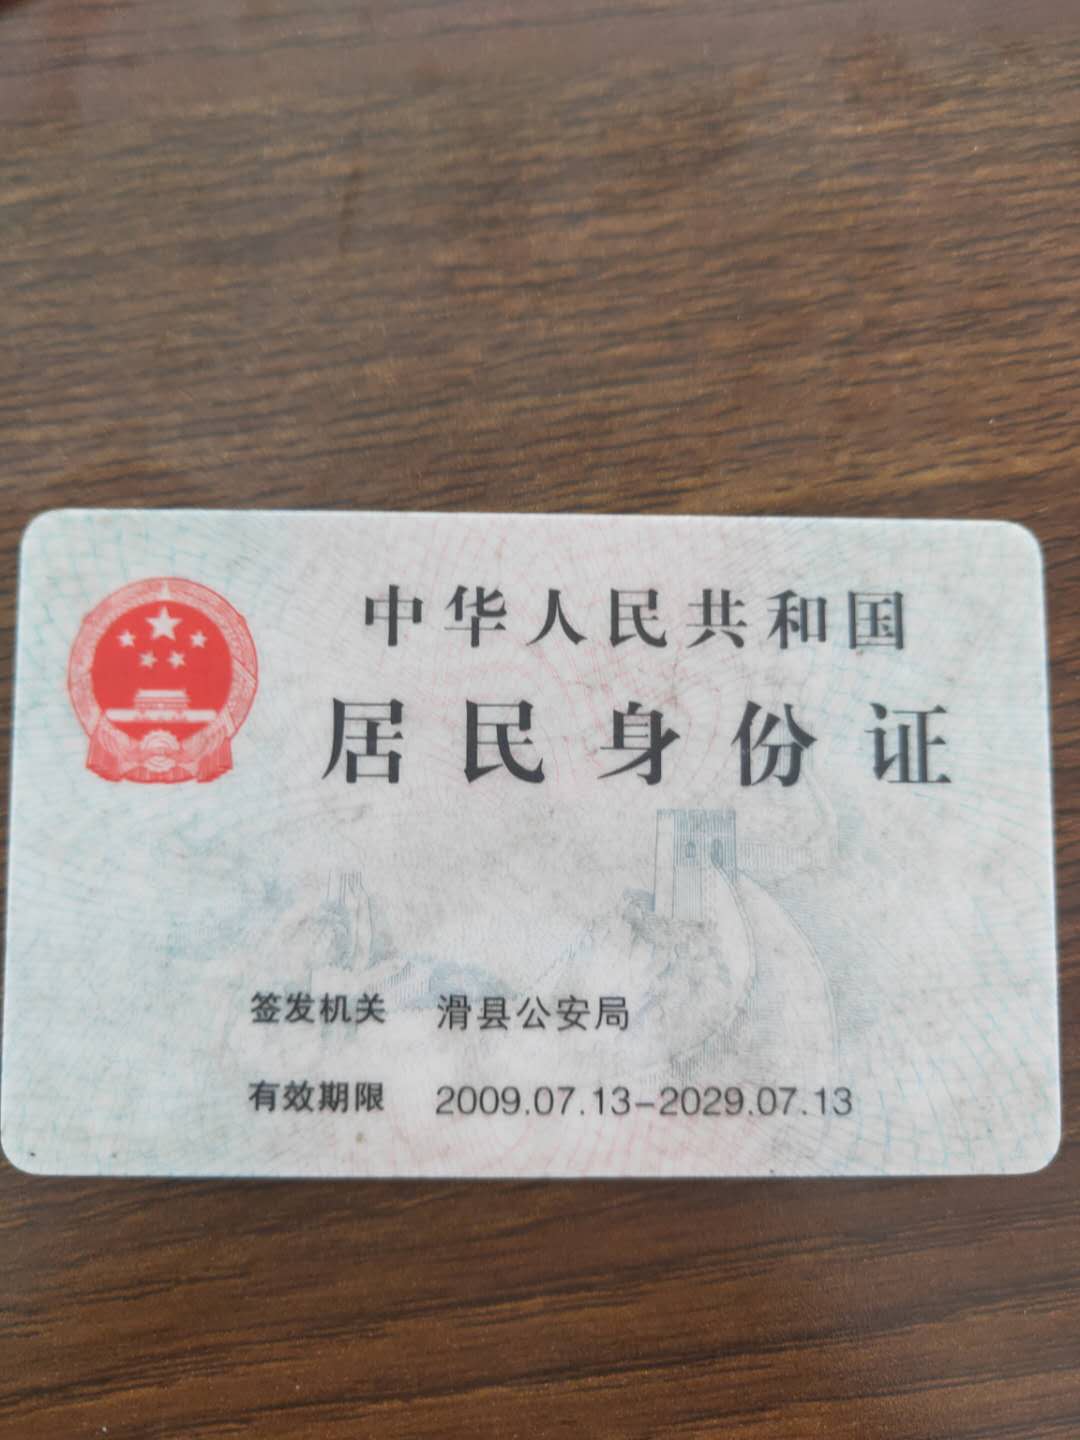 中华人民共和国
居民身份证
签发机关 滑县公安局
有效期限 2009.07.13-2029.07.13